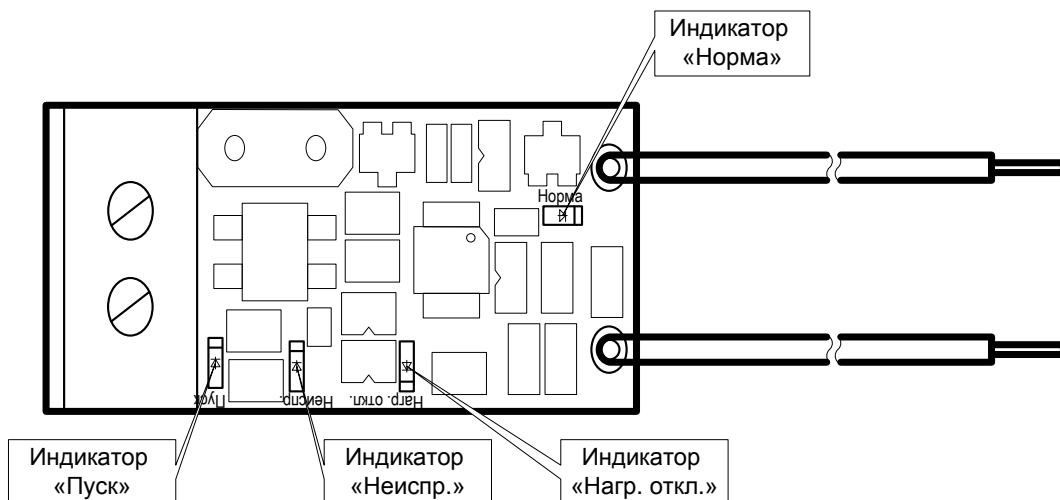 Индикатор
«Норма»
Норма
Пуск
Неиспр.
Нагр. откл.
Индикатор
«Пуск»
Индикатор
«Неиспр.»
Индикатор
«Нагр. откл.»